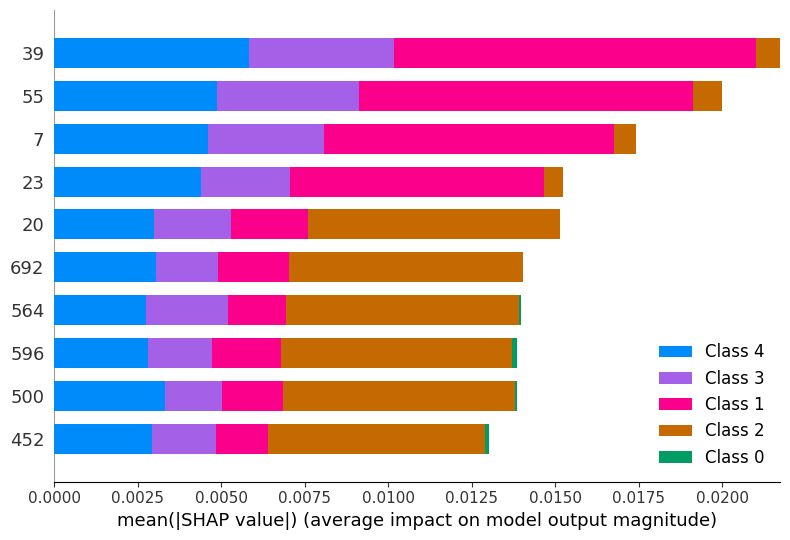 39
55
7
23
20
692
564
596
500
452
Class 4
Class 3
Class 1
Class 2
Class 0
0.0000 0.0025 0.0050 0.0075 0.0100 0.0125 0.0150 0.0175 0.0200
mean(|SHAP value|) (average impact on model output magnitude)